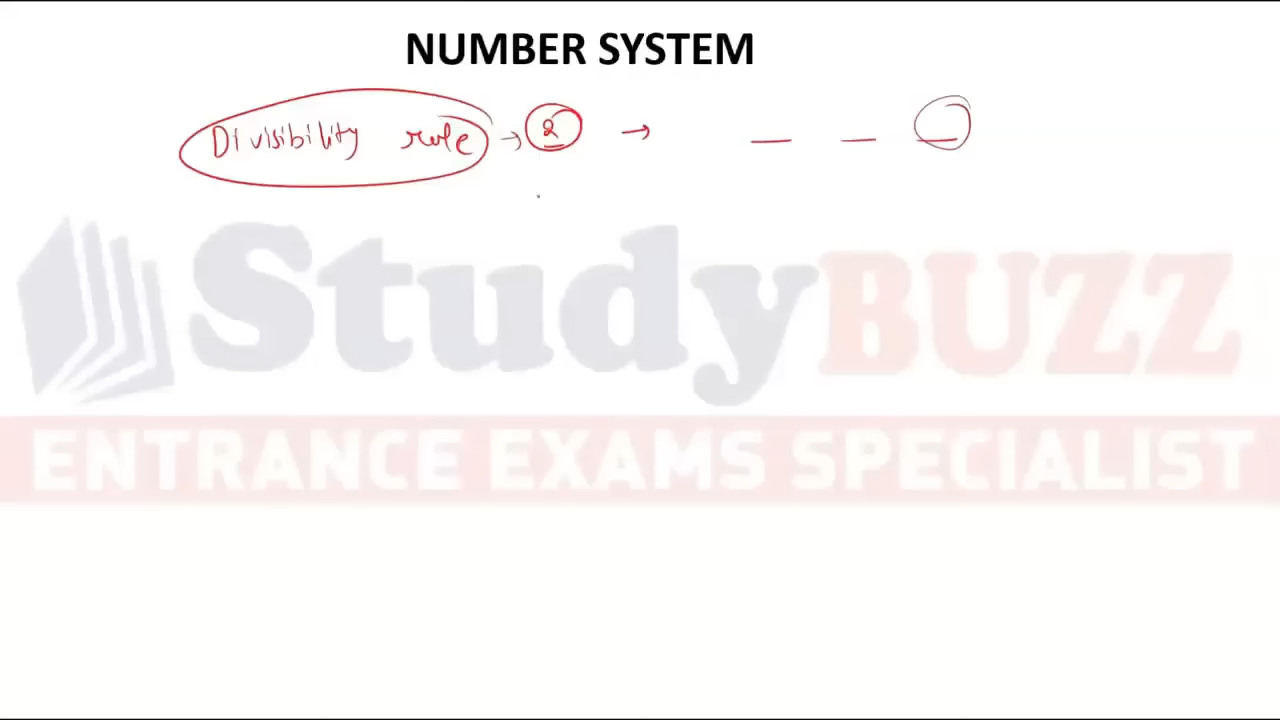 NUMBER SYSTEM
Divisibility rule → 2 → _ _ _
StudyBUZZ
ENTRANCE EXAMS SPECIALIST